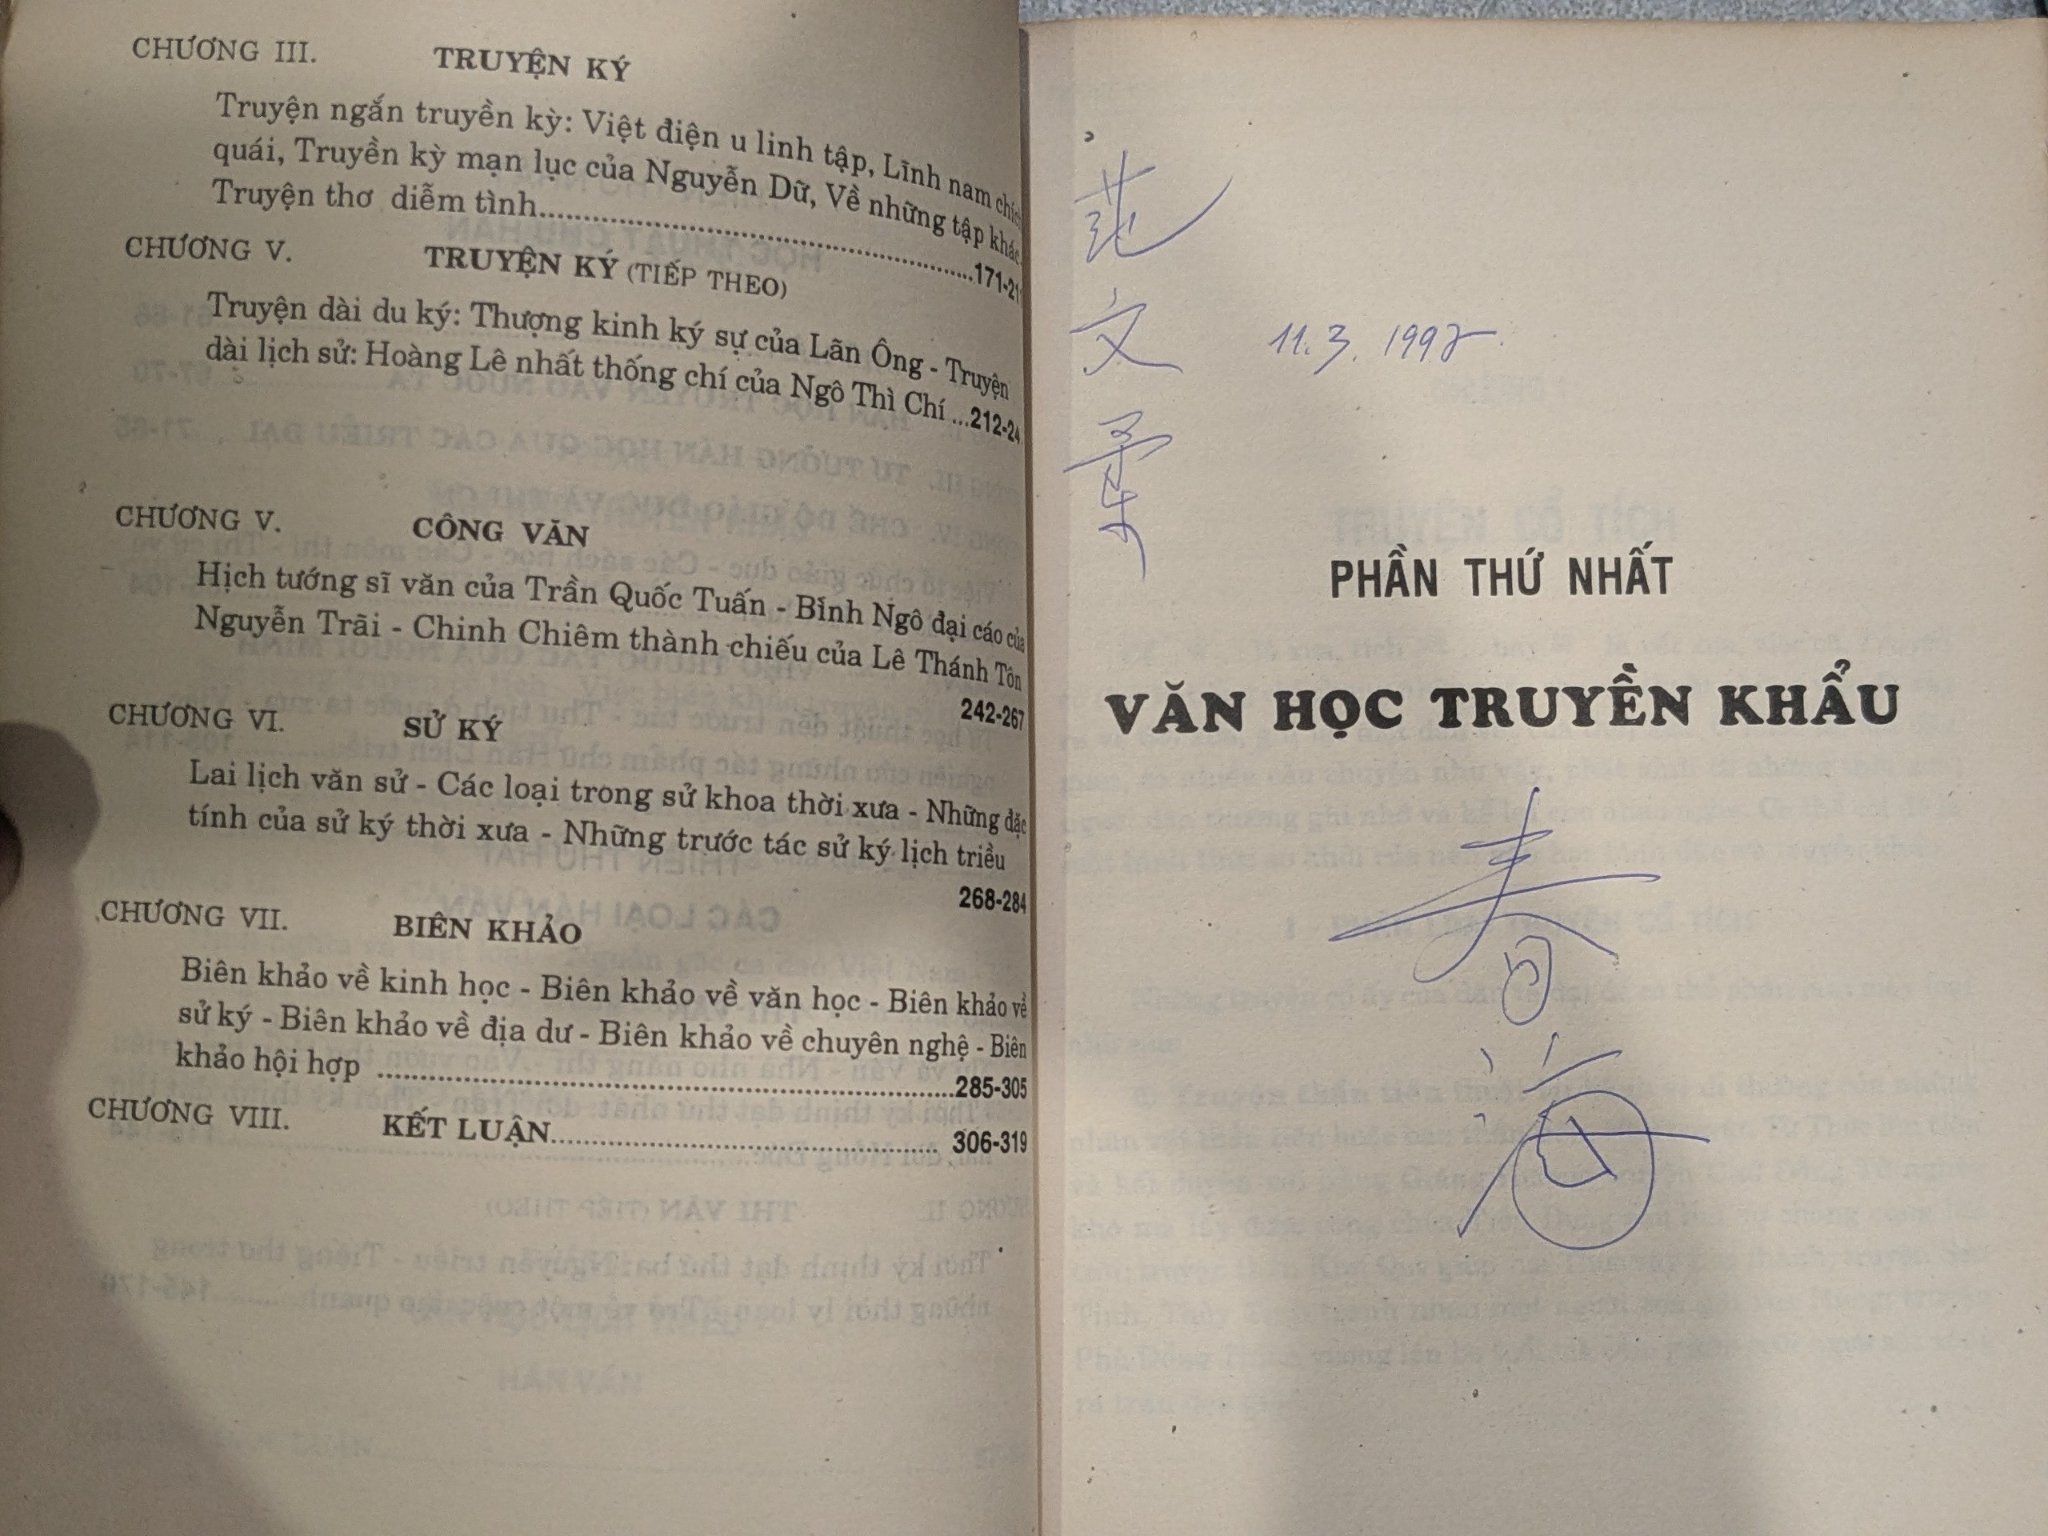 CHƯƠNG III. TRUYỆN KÝ
Truyện ngắn truyền kỳ: Việt điện u linh tập, Lĩnh nam chích
quái, Truyền kỳ mạn lục của Nguyễn Dữ, Về những tập khác
Truyện thơ diễm tình..........171-21
CHƯƠNG V. TRUYỆN KÝ (TIẾP THEO)
Truyện dài du ký: Thượng kinh ký sự của Lãn Ông - Truyện
dài lịch sử: Hoàng Lê nhất thống chí của Ngô Thì Chí ...212-24
CHƯƠNG V. CÔNG VĂN
Hịch tướng sĩ văn của Trần Quốc Tuấn - Bình Ngô đại cáo của
Nguyễn Trãi - Chinh Chiêm thành chiếu của Lê Thánh Tôn
242-267
CHƯƠNG VI. SỬ KÝ
Lai lịch văn sử - Các loại trong sử khoa thời xưa - Những đặc
tính của sử ký thời xưa - Những trước tác sử ký lịch triều
268-284
CHƯƠNG VII. BIÊN KHẢO
Biên khảo về kinh học - Biên khảo về văn học - Biên khảo về
sử ký - Biên khảo về địa dư - Biên khảo về chuyên nghệ - Biên
khảo hội hợp ..........285-305
CHƯƠNG VIII. KẾT LUẬN.......... 306-319
范
文
柔
11.3.1998
PHẦN THỨ NHẤT
VĂN HỌC TRUYỀN KHẨU
春